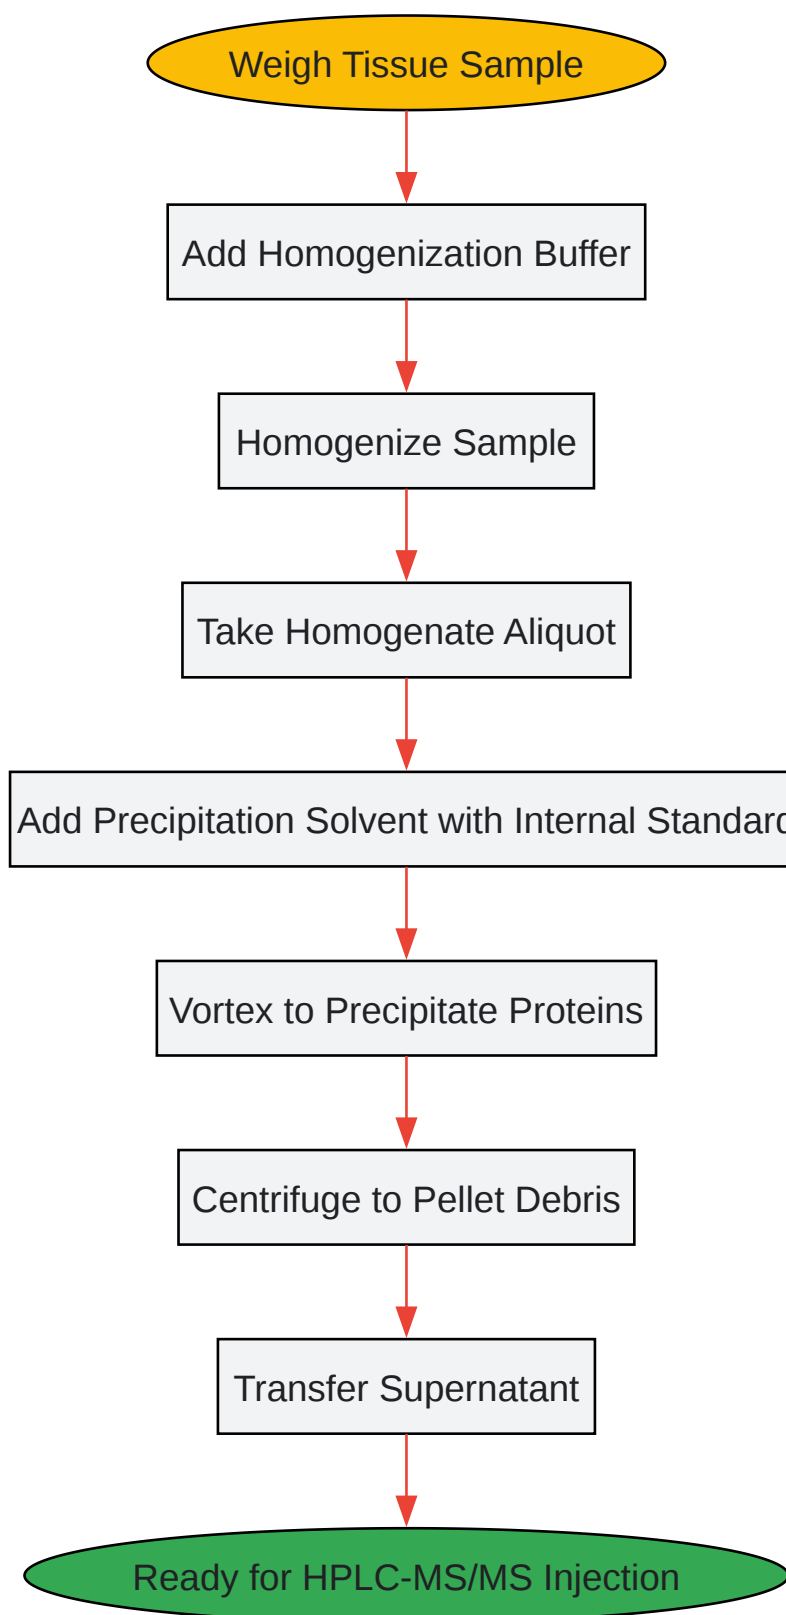 Weigh Tissue Sample
Add Homogenization Buffer
Homogenize Sample
Take Homogenate Aliquot
Add Precipitation Solvent with Internal Standard
Vortex to Precipitate Proteins
Centrifuge to Pellet Debris
Transfer Supernatant
Ready for HPLC-MS/MS Injection